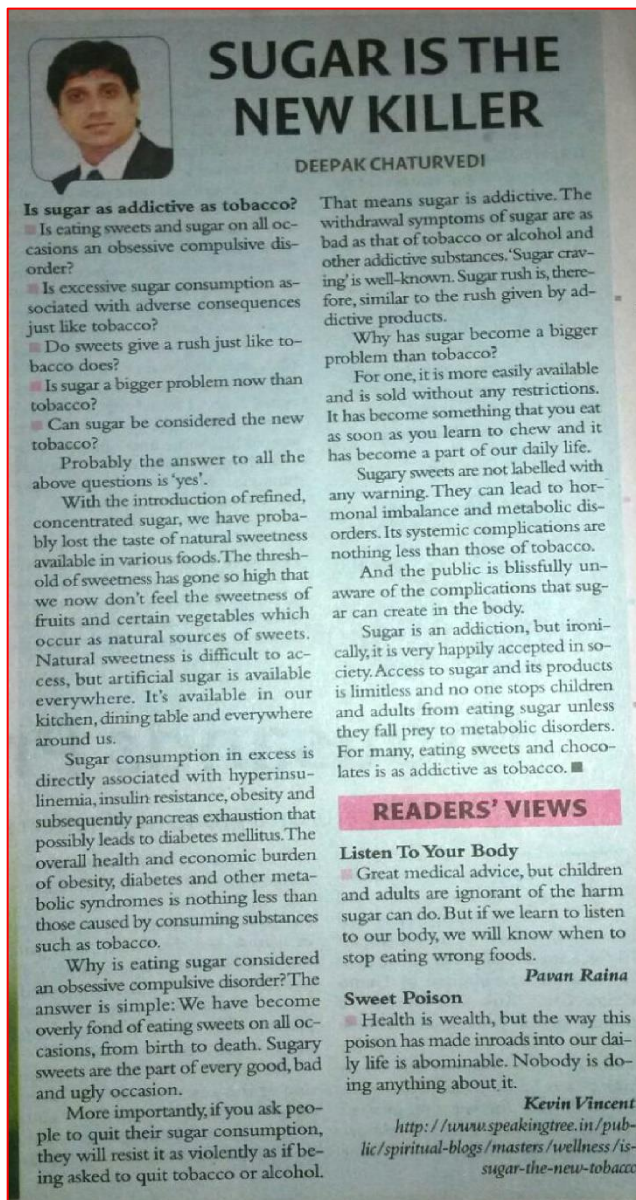 SUGAR IS THE
NEW KILLER
DEEPAK CHATURVEDI
Is sugar as addictive as tobacco?
Is eating sweets and sugar on all oc-
casions an obsessive compulsive dis-
order?
Is excessive sugar consumption as-
sociated with adverse consequences
just like tobacco?
Do sweets give a rush just like to-
bacco does?
Is sugar a bigger problem now than
tobacco?
Can sugar be considered the new
tobacco?
Probably the answer to all the
above questions is 'yes'.
With the introduction of refined,
concentrated sugar, we have proba-
bly lost the taste of natural sweetness
available in various foods. The thresh-
old of sweetness has gone so high that
we now don't feel the sweetness of
fruits and certain vegetables which
occur as natural sources of sweets.
Natural sweetness is difficult to ac-
cess, but artificial sugar is available
everywhere. It's available in our
kitchen, dining table and everywhere
around us.
Sugar consumption in excess is
directly associated with hyperinsu-
linemia, insulin resistance, obesity and
subsequently pancreas exhaustion that
possibly leads to diabetes mellitus. The
overall health and economic burden
of obesity, diabetes and other meta-
bolic syndromes is nothing less than
those caused by consuming substances
such as tobacco.
Why is eating sugar considered
an obsessive compulsive disorder? The
answer is simple: We have become
overly fond of eating sweets on all oc-
casions, from birth to death. Sugary
sweets are the part of every good, bad
and ugly occasion.
More importantly, if you ask peo-
ple to quit their sugar consumption,
they will resist it as violently as if be-
ing asked to quit tobacco or alcohol.
That means sugar is addictive. The
withdrawal symptoms of sugar are as
bad as that of tobacco or alcohol and
other addictive substances. 'Sugar crav-
ing' is well-known. Sugar rush is, there-
fore, similar to the rush given by ad-
dictive products.
Why has sugar become a bigger
problem than tobacco?
For one, it is more easily available
and is sold without any restrictions.
It has become something that you eat
as soon as you learn to chew and it
has become a part of our daily life.
Sugary sweets are not labelled with
any warning. They can lead to hor-
monal imbalance and metabolic dis-
orders. Its systemic complications are
nothing less than those of tobacco.
And the public is blissfully un-
aware of the complications that sug-
ar can create in the body.
Sugar is an addiction, but ironi-
cally, it is very happily accepted in so-
ciety. Access to sugar and its products
is limitless and no one stops children
and adults from eating sugar unless
they fall prey to metabolic disorders.
For many, eating sweets and choco-
lates is as addictive as tobacco.
READERS' VIEWS
Listen To Your Body
Great medical advice, but children
and adults are ignorant of the harm
sugar can do. But if we learn to listen
to our body, we will know when to
stop eating wrong foods.
Pavan Raina
Sweet Poison
Health is wealth, but the way this
poison has made inroads into our dai-
ly life is abominable. Nobody is do-
ing anything about it.
Kevin Vincent
http://www.speakingtree.in/pub-
lic/spiritual-blogs/masters/wellness/is-
sugar-the-new-tobacco